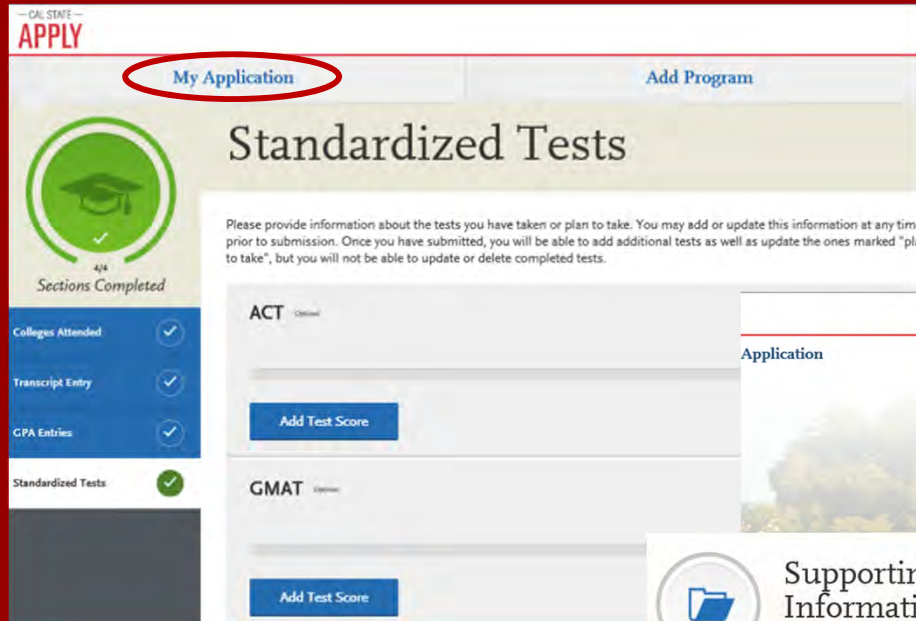 CAL STATE
APPLY
My Application
Add Program
Standardized Tests
Please provide information about the tests you have taken or plan to take. You may add or update this information at any tim
prior to submission. Once you have submitted, you will be able to add additional tests as well as update the ones marked "pl
to take", but you will not be able to update or delete completed tests.
4/4
Sections Completed
Colleges Attended
Transcript Entry
GPA Entries
Standardized Tests
ACT Optional
Add Test Score
GMAT Optional
Add Test Score
Application
Supportin
Informati